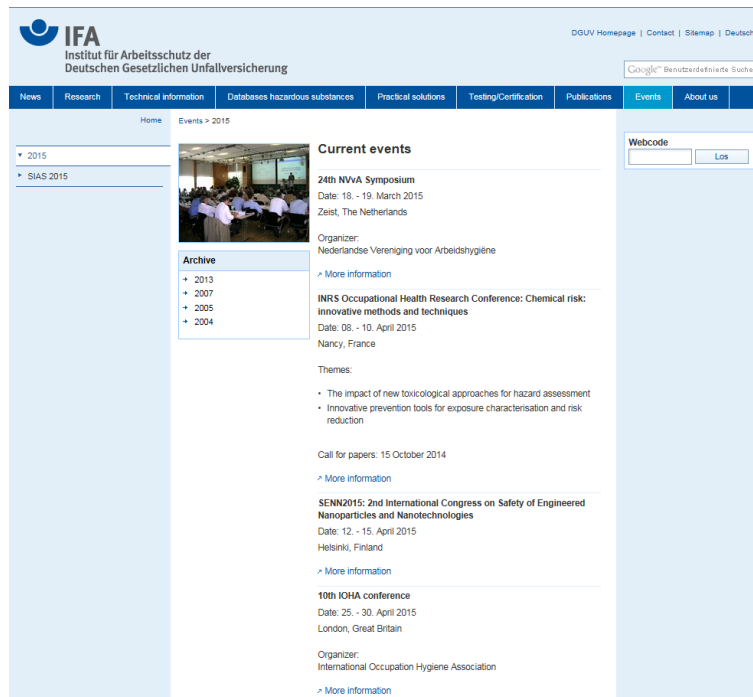 IFA
Institut für Arbeitsschutz der
Deutschen Gesetzlichen Unfallversicherung
DGUV Homepage | Contact | Sitemap | Deutsch
Google™ Benutzerdefinierte Suche
News Research Technical information Databases hazardous substances Practical solutions Testing/Certification Publications Events About us
Home
Events > 2015
2015
SIAS 2015
Archive
2013
2007
2005
2004
Current events
24th NVvA Symposium
Date: 18. - 19. March 2015
Zeist, The Netherlands
Organizer:
Nederlandse Vereniging voor Arbeidshygiëne
More information
INRS Occupational Health Research Conference: Chemical risk:
innovative methods and techniques
Date: 08. - 10. April 2015
Nancy, France
Themes:
• The impact of new toxicological approaches for hazard assessment
• Innovative prevention tools for exposure characterisation and risk
reduction
Call for papers: 15 October 2014
More information
SENN2015: 2nd International Congress on Safety of Engineered
Nanoparticles and Nanotechnologies
Date: 12. - 15. April 2015
Helsinki, Finland
More information
10th IOHA conference
Date: 25. - 30. April 2015
London, Great Britain
Organizer:
International Occupation Hygiene Association
More information
Webcode
Los